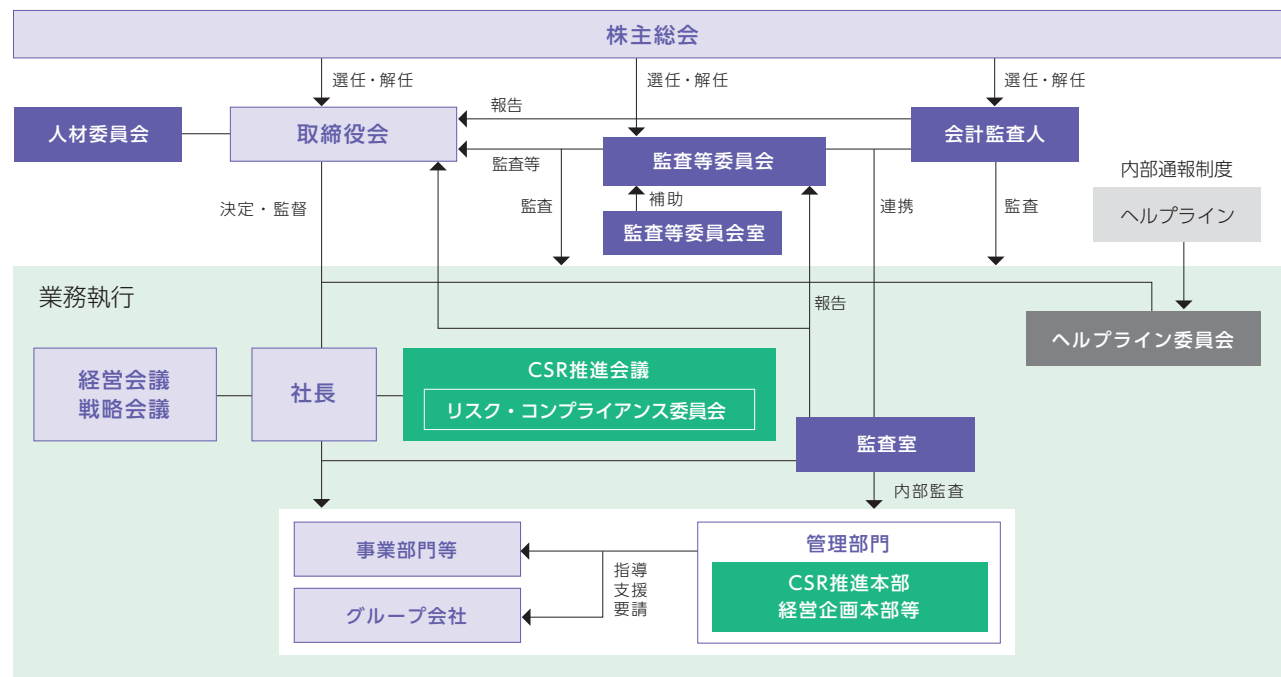 株主総会
選任・解任
選任・解任
選任・解任
人材委員会
取締役会
報告
会計監査人
監査等
監査等委員会
内部通報制度
決定・監督
監査
補助
連携
監査
ヘルプライン
監査等委員会室
業務執行
報告
ヘルプライン委員会
経営会議
戦略会議
社長
CSR推進会議
リスク・コンプライアンス委員会
監査室
内部監査
事業部門等
グループ会社
指導
支援
要請
管理部門
CSR推進本部
経営企画本部等